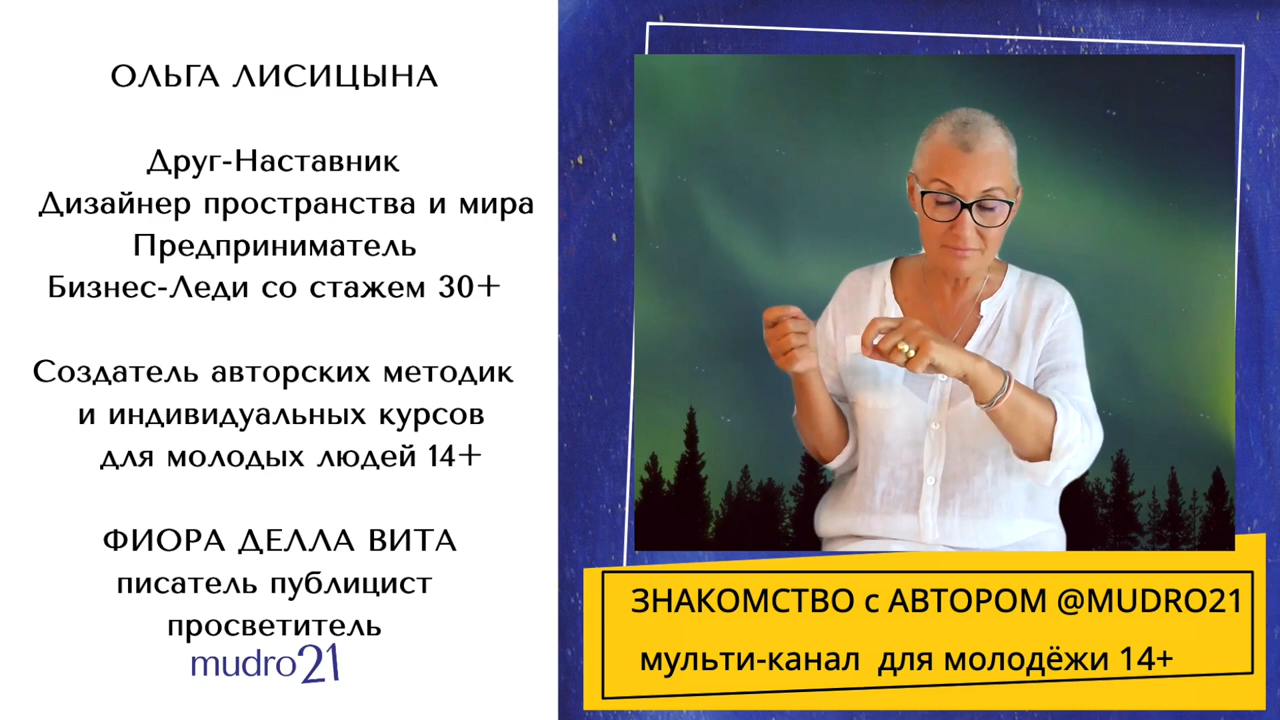 ОЛЬГА ЛИСИЦЫНА
Друг-Наставник
Дизайнер пространства и мира
Предприниматель
Бизнес-Леди со стажем 30+
Создатель авторских методик
и индивидуальных курсов
для молодых людей 14+
ФИОРА ДЕЛЛА ВИТА
писатель публицист
просветитель
mudro21
ЗНАКОМСТВО с АВТОРОМ @MUDRO21
мульти-канал для молодёжи 14+